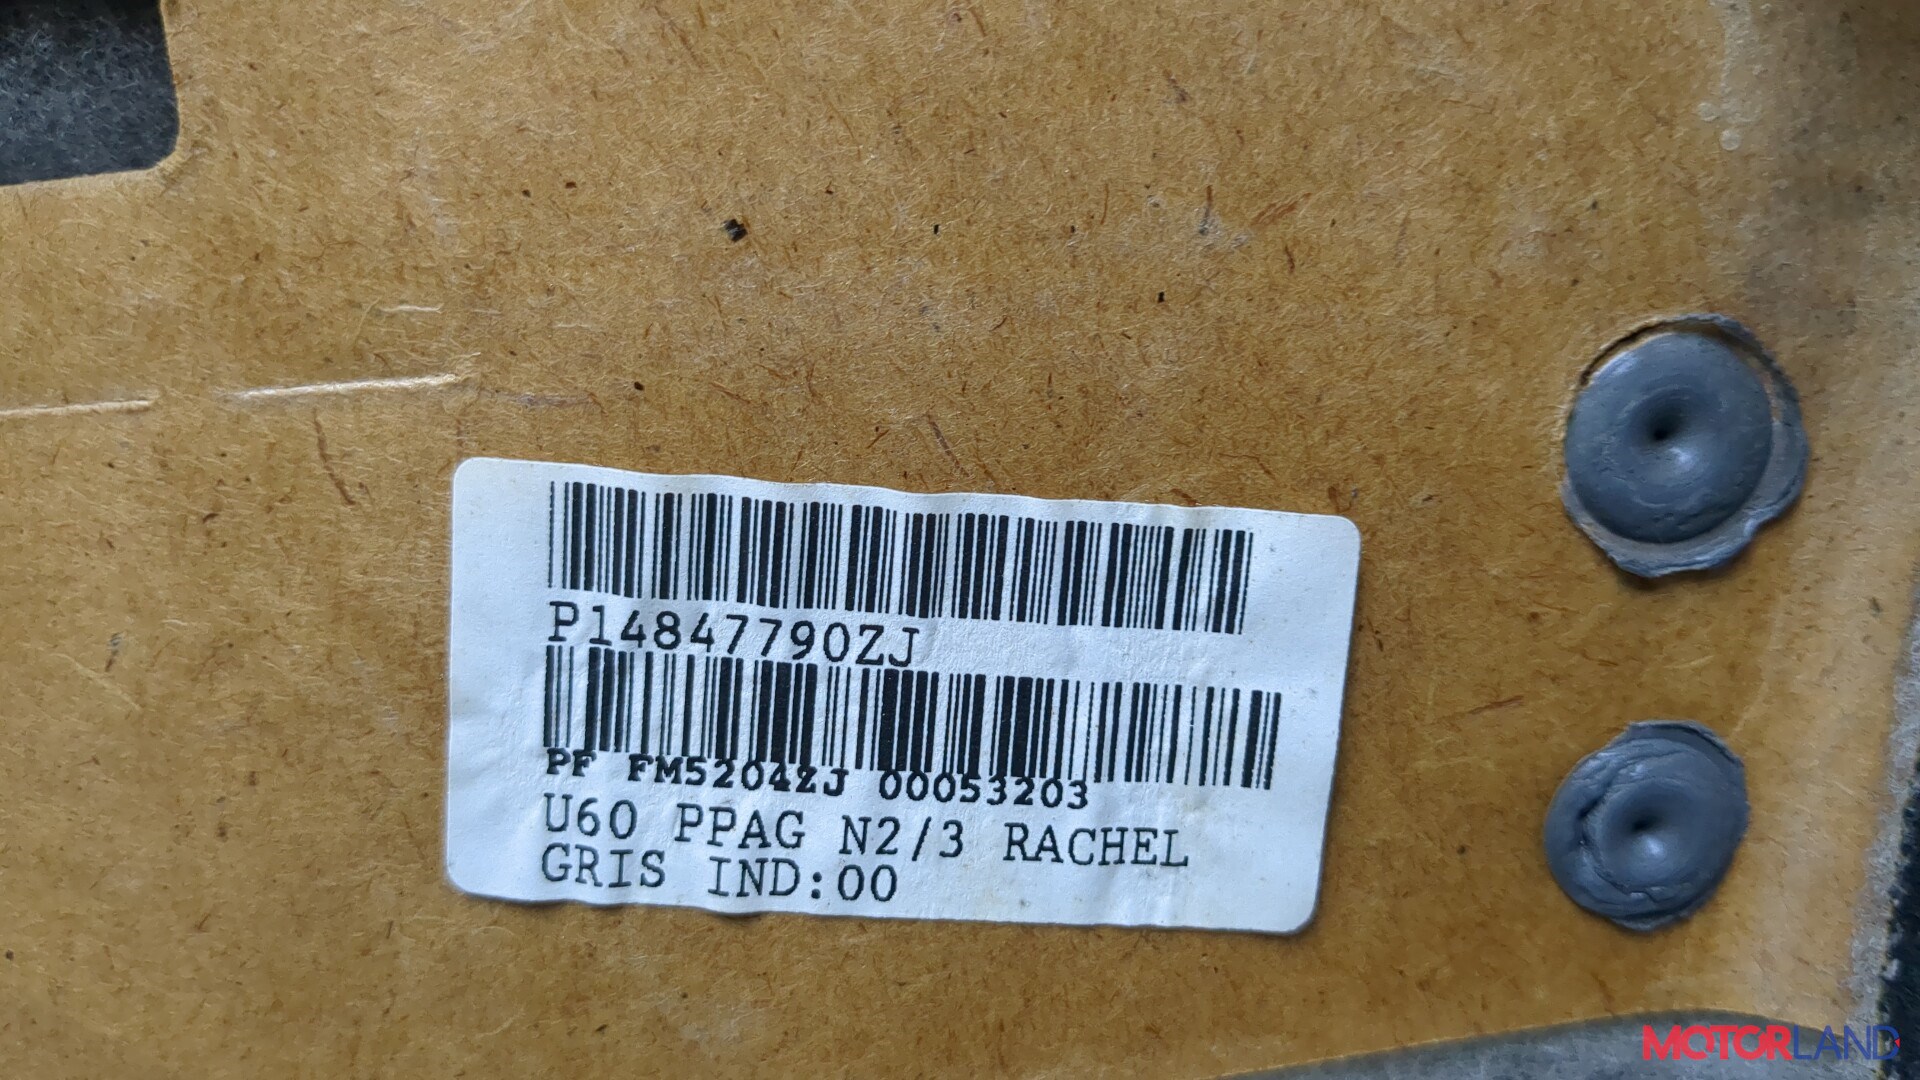 P14847790ZJ
PF FM5204ZJ 00053203
U60 PPAG N2/3 RACHEL
GRIS IND:00
MOTORLAND